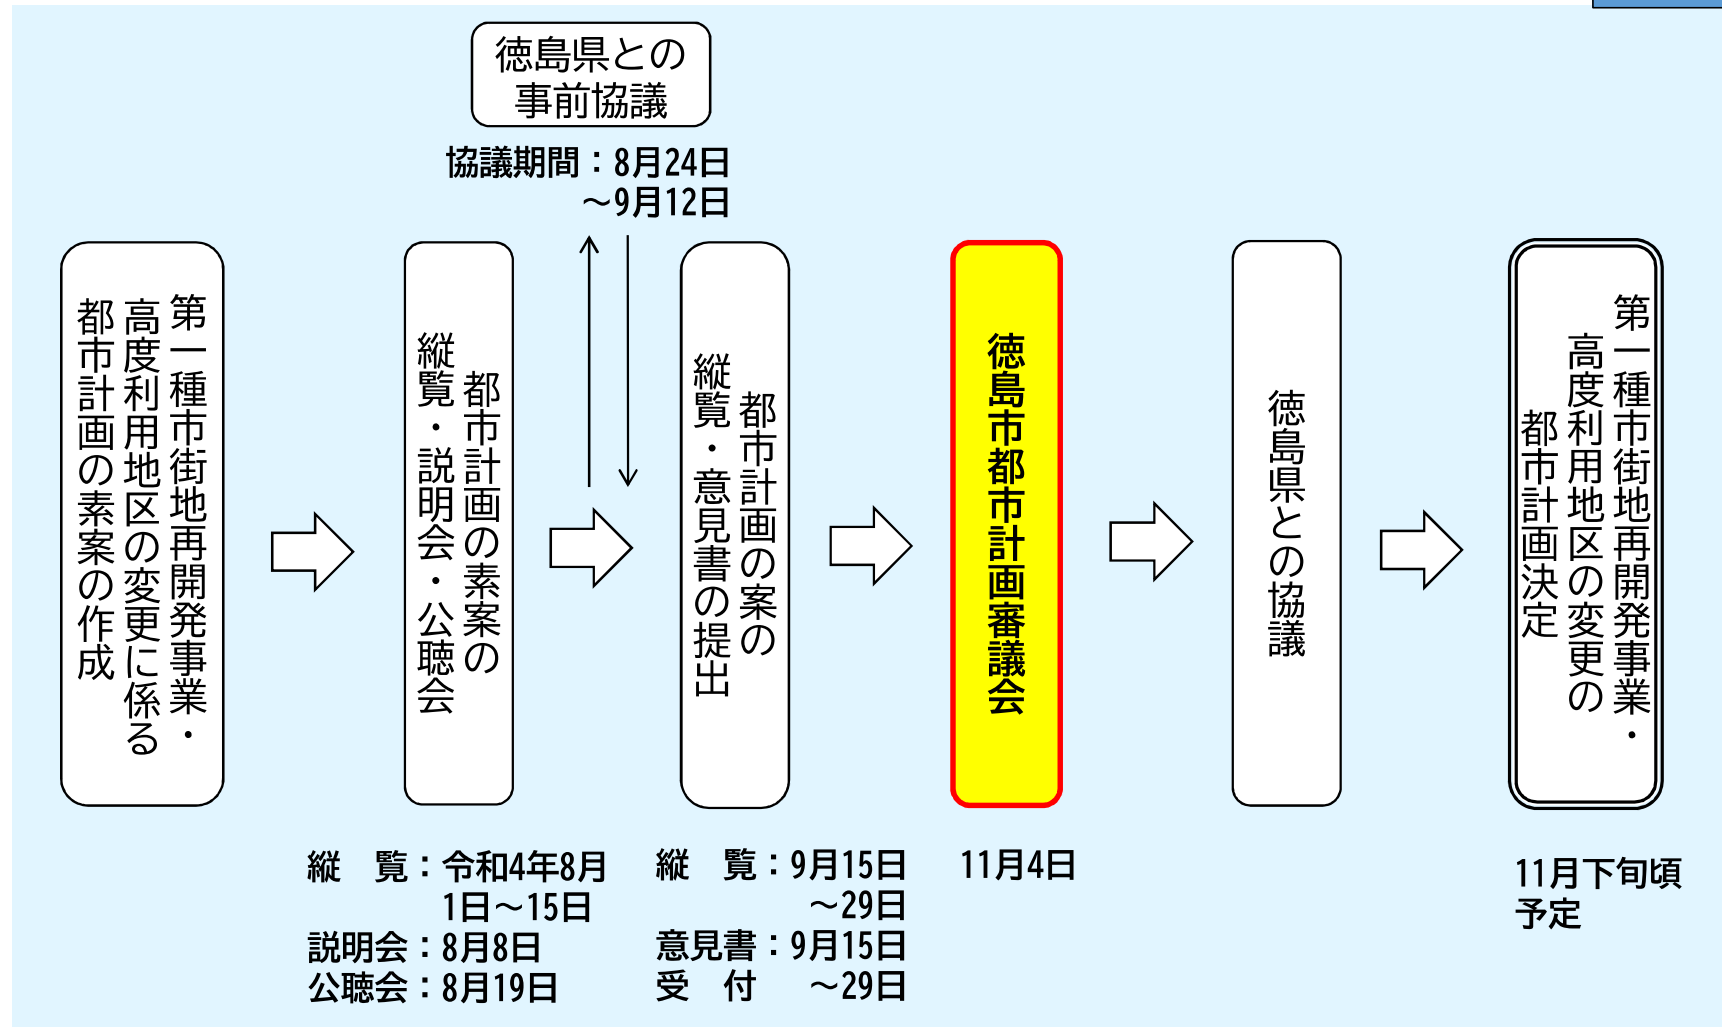 徳島県との
事前協議
協議期間：8月24日
～9月12日
第一種市街地再開発事業・
高度利用地区の変更に係る
都市計画の素案の作成
都市計画の素案の
縦覧・説明会・公聴会
都市計画の案の
縦覧・意見書の提出
徳島市都市計画審議会
徳島県との協議
第一種市街地再開発事業・
高度利用地区の変更の
都市計画決定
縦　覧：令和4年8月
1日～15日
説明会：8月8日
公聴会：8月19日
縦　覧：9月15日
～29日
意見書：9月15日
受　付　～29日
11月4日
11月下旬頃
予定